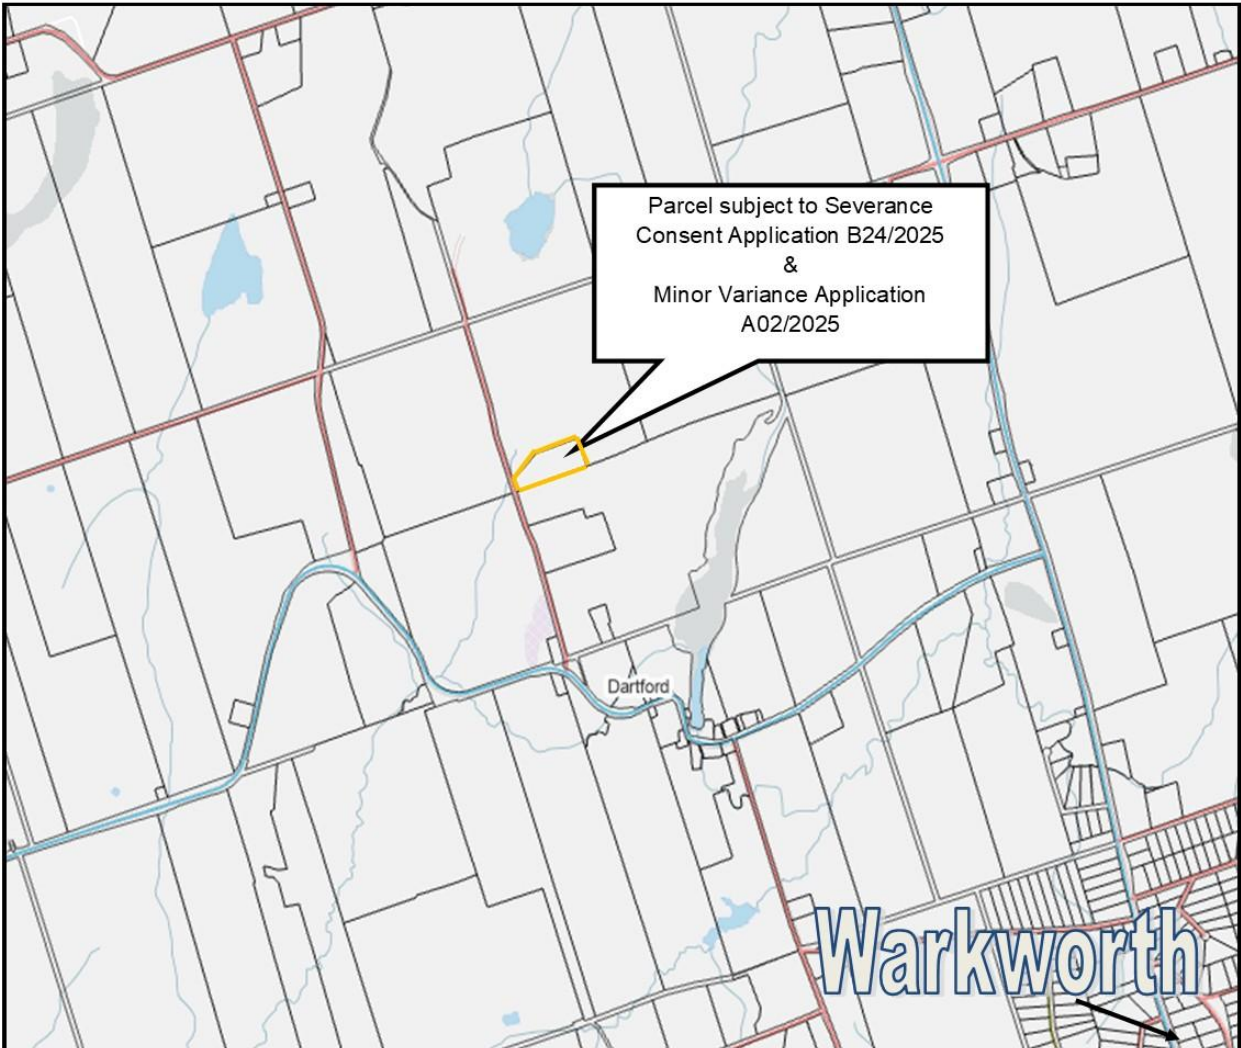 Parcel subject to Severance
Consent Application B24/2025
&
Minor Variance Application
A02/2025
Dartford
Warkworth